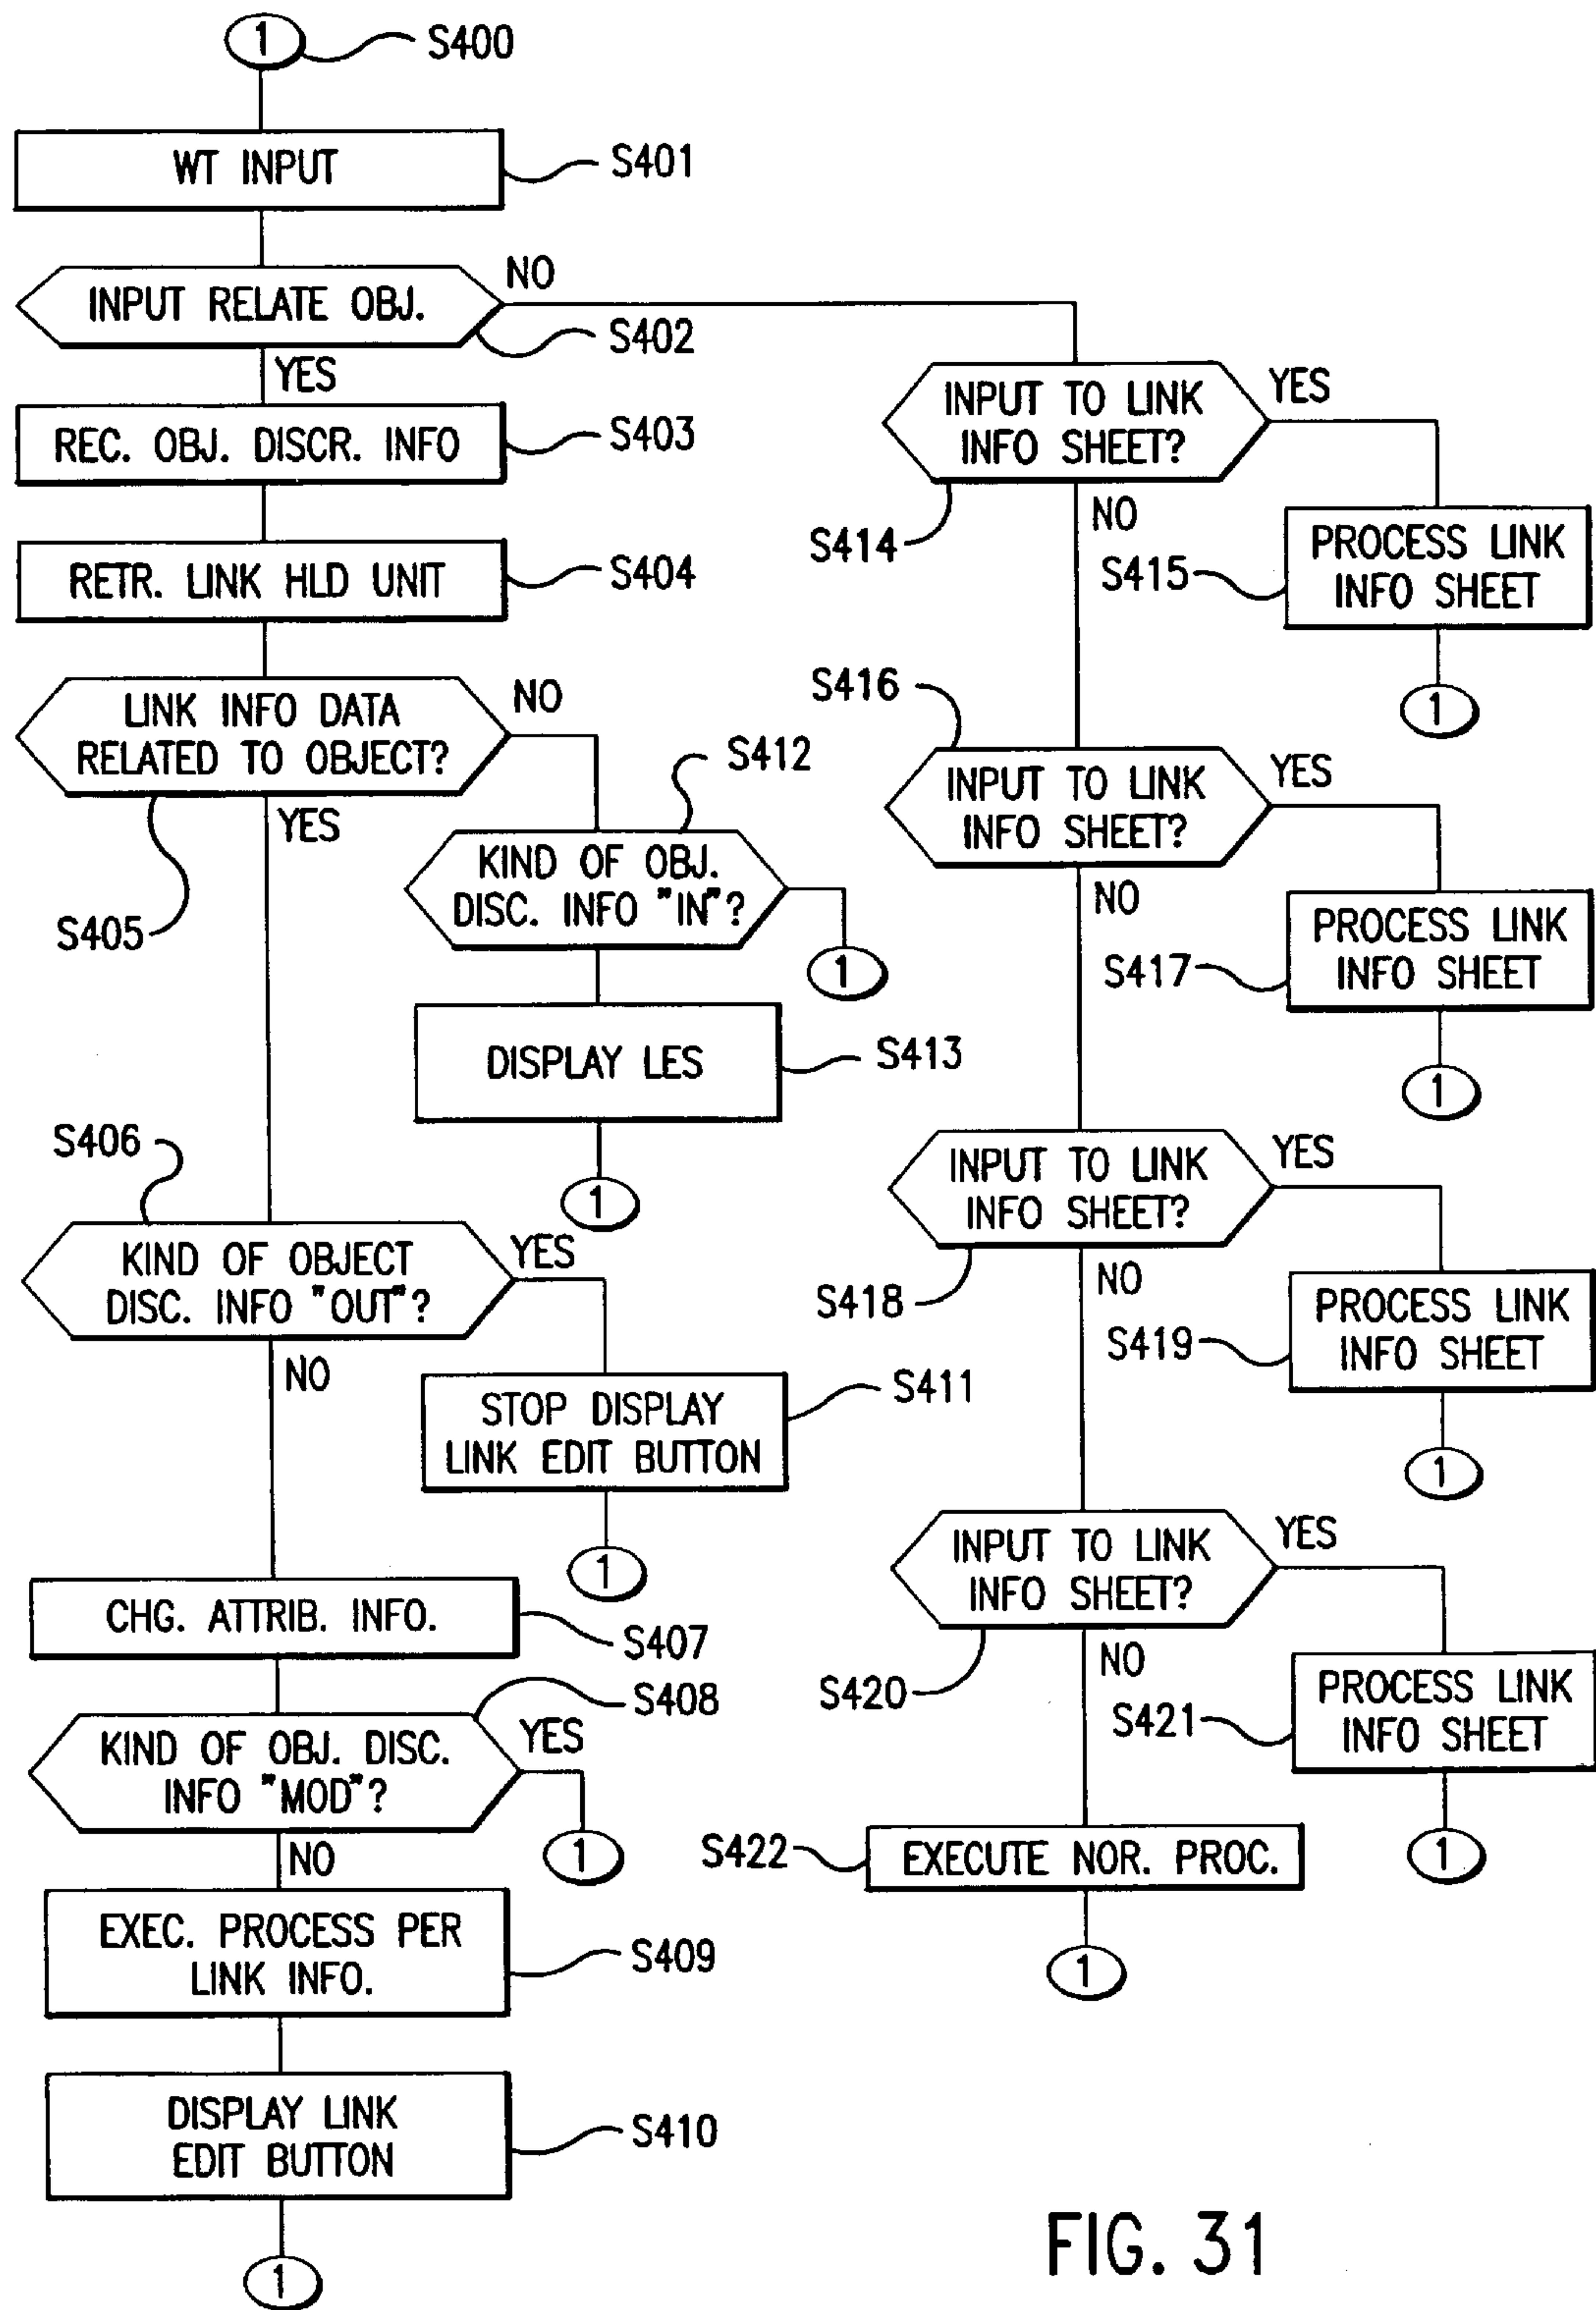 1
S400
WT INPUT
S401
INPUT RELATE OBJ.
NO
S402
YES
REC. OBJ. DISCR. INFO
S403
RETR. LINK HLD UNIT
S404
LINK INFO DATA
RELATED TO OBJECT?
NO
YES
S405
S412
KIND OF OBJ.
DISC. INFO "IN"?
1
DISPLAY LES
S413
1
S406
KIND OF OBJECT
DISC. INFO "OUT"?
YES
NO
STOP DISPLAY
LINK EDIT BUTTON
S411
1
CHG. ATTRIB. INFO.
S407
S408
KIND OF OBJ. DISC.
INFO "MOD"?
YES
1
NO
EXEC. PROCESS PER
LINK INFO.
S409
DISPLAY LINK
EDIT BUTTON
S410
1
INPUT TO LINK
INFO SHEET?
YES
S414
NO
S415
PROCESS LINK
INFO SHEET
1
S416
INPUT TO LINK
INFO SHEET?
YES
NO
S417
PROCESS LINK
INFO SHEET
1
INPUT TO LINK
INFO SHEET?
YES
S418
NO
S419
PROCESS LINK
INFO SHEET
1
INPUT TO LINK
INFO SHEET?
YES
S420
NO
S421
PROCESS LINK
INFO SHEET
1
S422
EXECUTE NOR. PROC.
1
FIG. 31